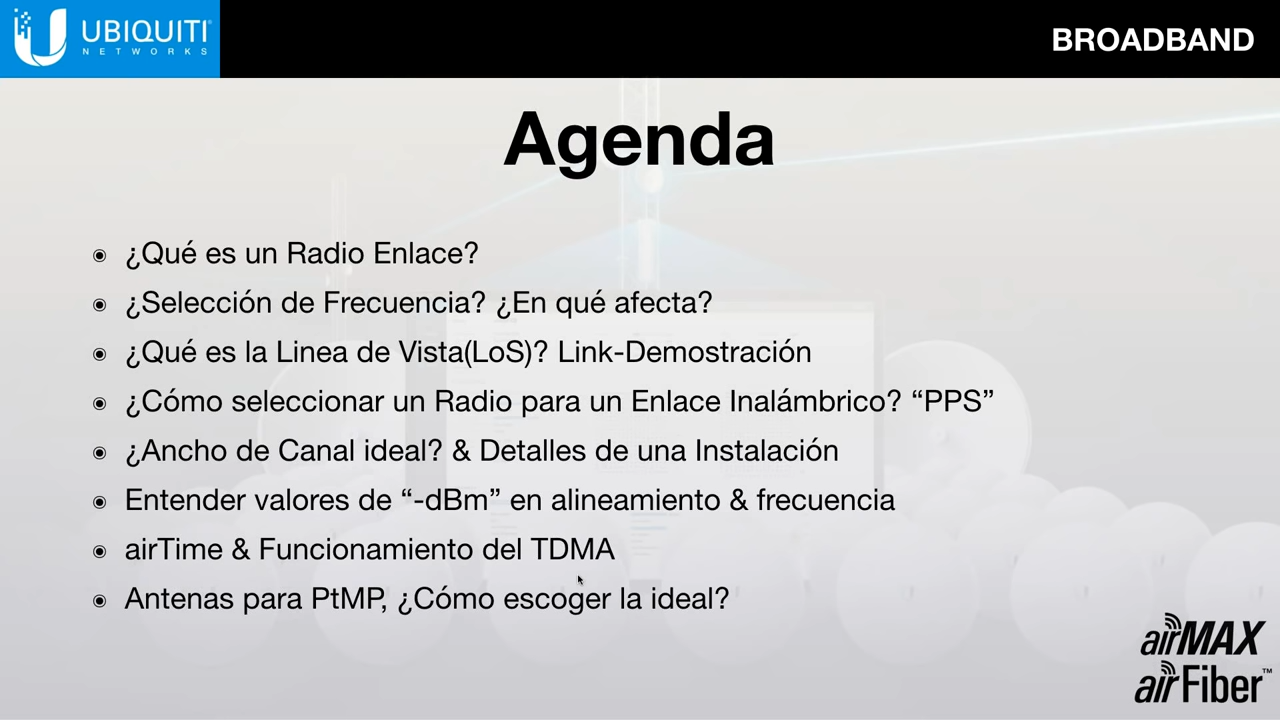 UBIQUITI
NETWORKS
BROADBAND
Agenda
¿Qué es un Radio Enlace?
¿Selección de Frecuencia? ¿En qué afecta?
¿Qué es la Linea de Vista(LoS)? Link-Demostración
¿Cómo seleccionar un Radio para un Enlace Inalámbrico? “PPS”
¿Ancho de Canal ideal? & Detalles de una Instalación
Entender valores de “-dBm” en alineamiento & frecuencia
airTime & Funcionamiento del TDMA
Antenas para PtMP, ¿Cómo escoger la ideal?
airMAX
airFiber™